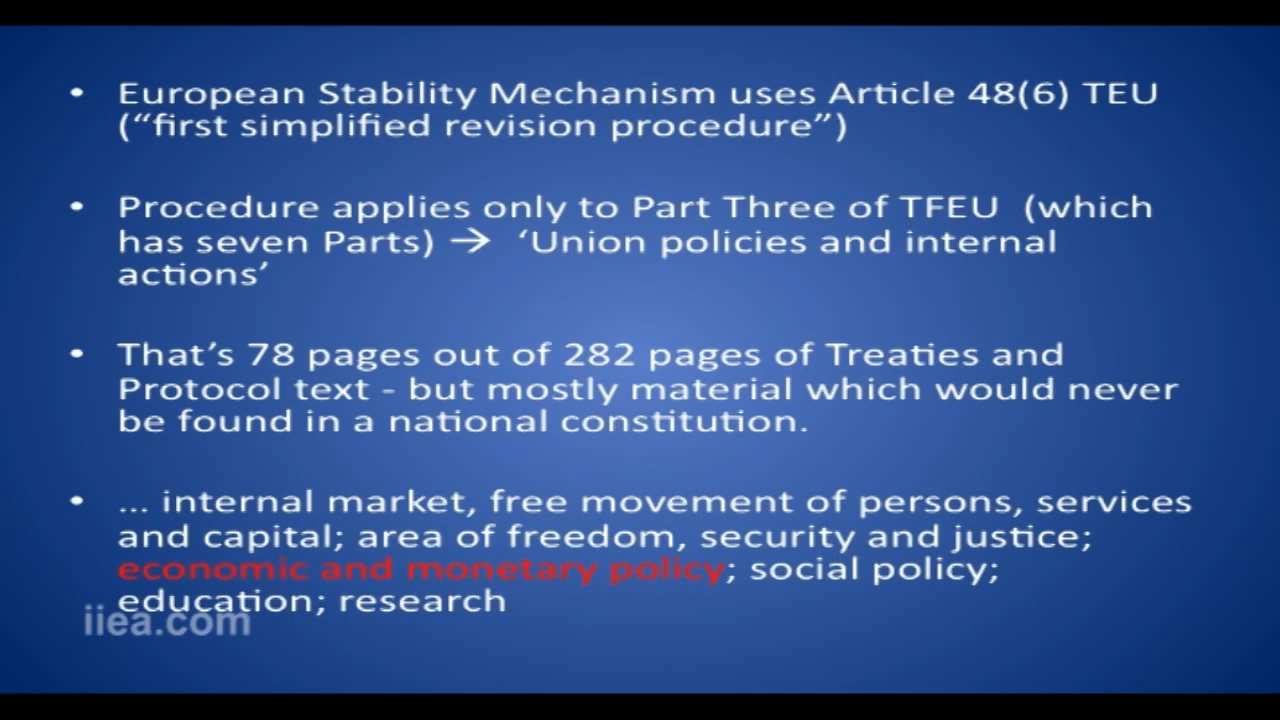 • European Stability Mechanism uses Article 48(6) TEU
(“first simplified revision procedure”)
• Procedure applies only to Part Three of TFEU (which
has seven Parts) → ‘Union policies and internal
actions’
• That’s 78 pages out of 282 pages of Treaties and
Protocol text - but mostly material which would never
be found in a national constitution.
• ... internal market, free movement of persons, services
and capital; area of freedom, security and justice;
economic and monetary policy; social policy;
education; research
iiea.com